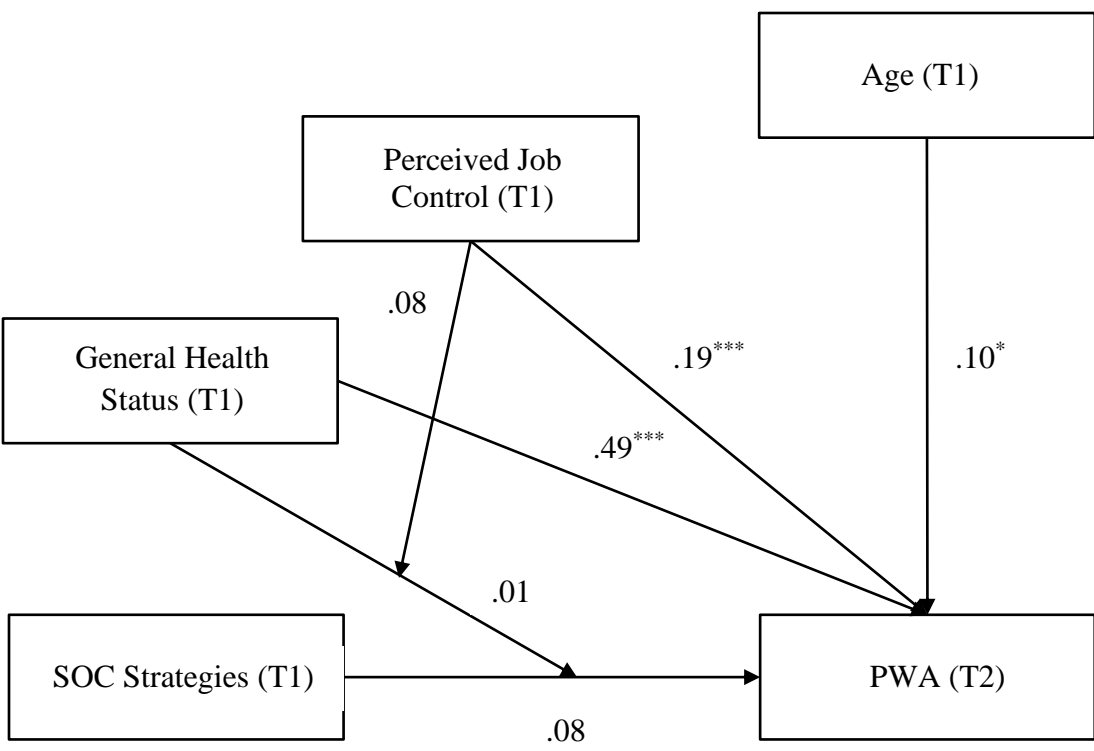 Age (T1)
Perceived Job
Control (T1)
.08
General Health
Status (T1)
.19***
.10*
.49***
.01
SOC Strategies (T1)
PWA (T2)
.08